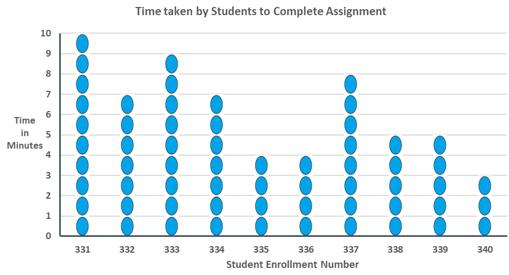 Time taken by Students to Complete Assignment
10
9
8
7
6
5
4
3
2
1
0
Time
in
Minutes
331 332 333 334 335 336 337 338 339 340
Student Enrollment Number